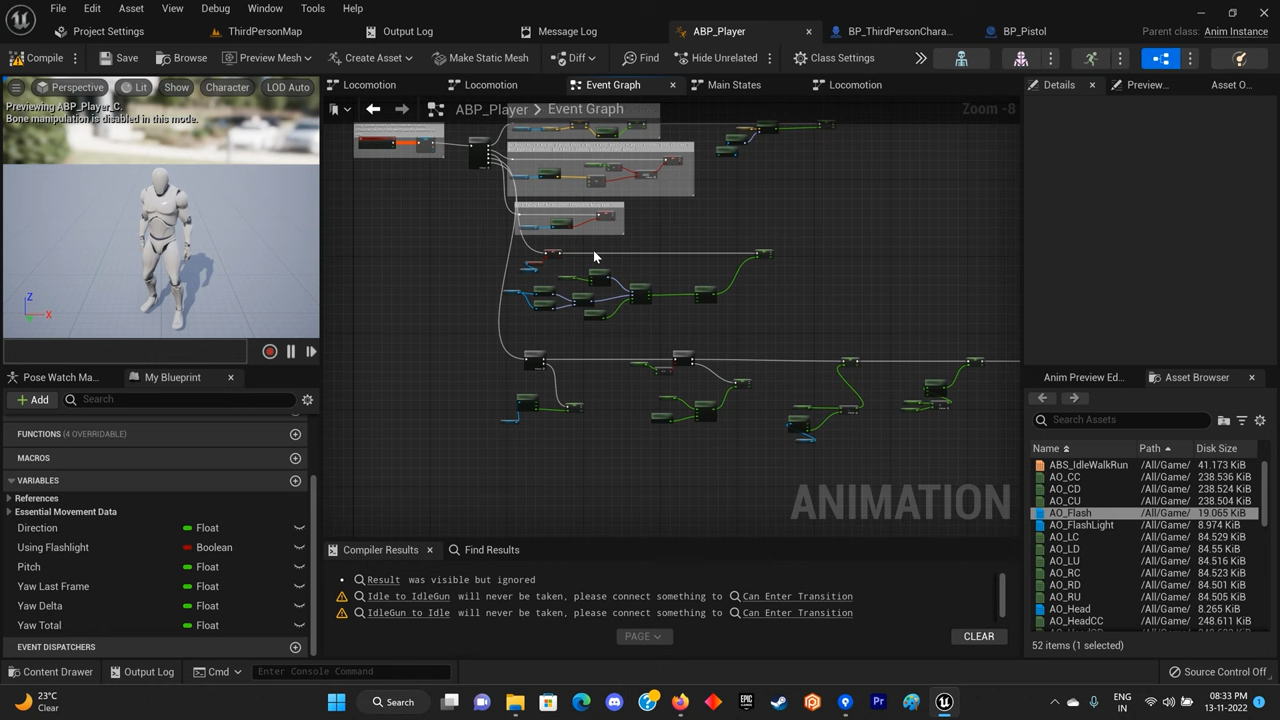 File Edit Asset View Debug Window Tools Help
Project Settings ThirdPersonMap Output Log Message Log ABP_Player BP_ThirdPersonChara... BP_Pistol Parent class: Anim Instance
Compile Save Browse Preview Mesh Create Asset Make Static Mesh Diff Find Hide Unrelated Class Settings
Perspective Lit Show Character LOD Auto
Previewing ABP_Player_C.
Bone manipulation is disabled in this mode.
Z
X
Locomotion Locomotion Event Graph Main States Locomotion
ABP_Player Event Graph Zoom -8
ANIMATION
Details Preview... Asset O...
Pose Watch Ma... My Blueprint
Add Search
FUNCTIONS (4 OVERRIDABLE)
MACROS
VARIABLES
References
Essential Movement Data
Direction Float
Using Flashlight Boolean
Pitch Float
Yaw Last Frame Float
Yaw Delta Float
Yaw Total Float
EVENT DISPATCHERS
Compiler Results Find Results
Result was visible but ignored
Idle to IdleGun will never be taken, please connect something to Can Enter Transition
IdleGun to Idle will never be taken, please connect something to Can Enter Transition
PAGE CLEAR
Anim Preview Ed... Asset Browser
Search Assets
Name Path Disk Size
ABS_IdleWalkRun /All/Game/ 41.173 KiB
AO_CC /All/Game/ 238.536 KiB
AO_CD /All/Game/ 238.524 KiB
AO_CU /All/Game/ 238.504 KiB
AO_Flash /All/Game/ 19.065 KiB
AO_FlashLight /All/Game/ 8.974 KiB
AO_LC /All/Game/ 84.529 KiB
AO_LD /All/Game/ 84.55 KiB
AO_LU /All/Game/ 84.516 KiB
AO_RC /All/Game/ 84.523 KiB
AO_RD /All/Game/ 84.501 KiB
AO_RU /All/Game/ 84.505 KiB
AO_Head /All/Game/ 8.265 KiB
AO_HeadCC /All/Game/ 248.611 KiB
52 items (1 selected)
Content Drawer Output Log Cmd Enter Console Command Source Control Off
23°C
Clear
Search
Pr
ENG
IN
08:33 PM
13-11-2022